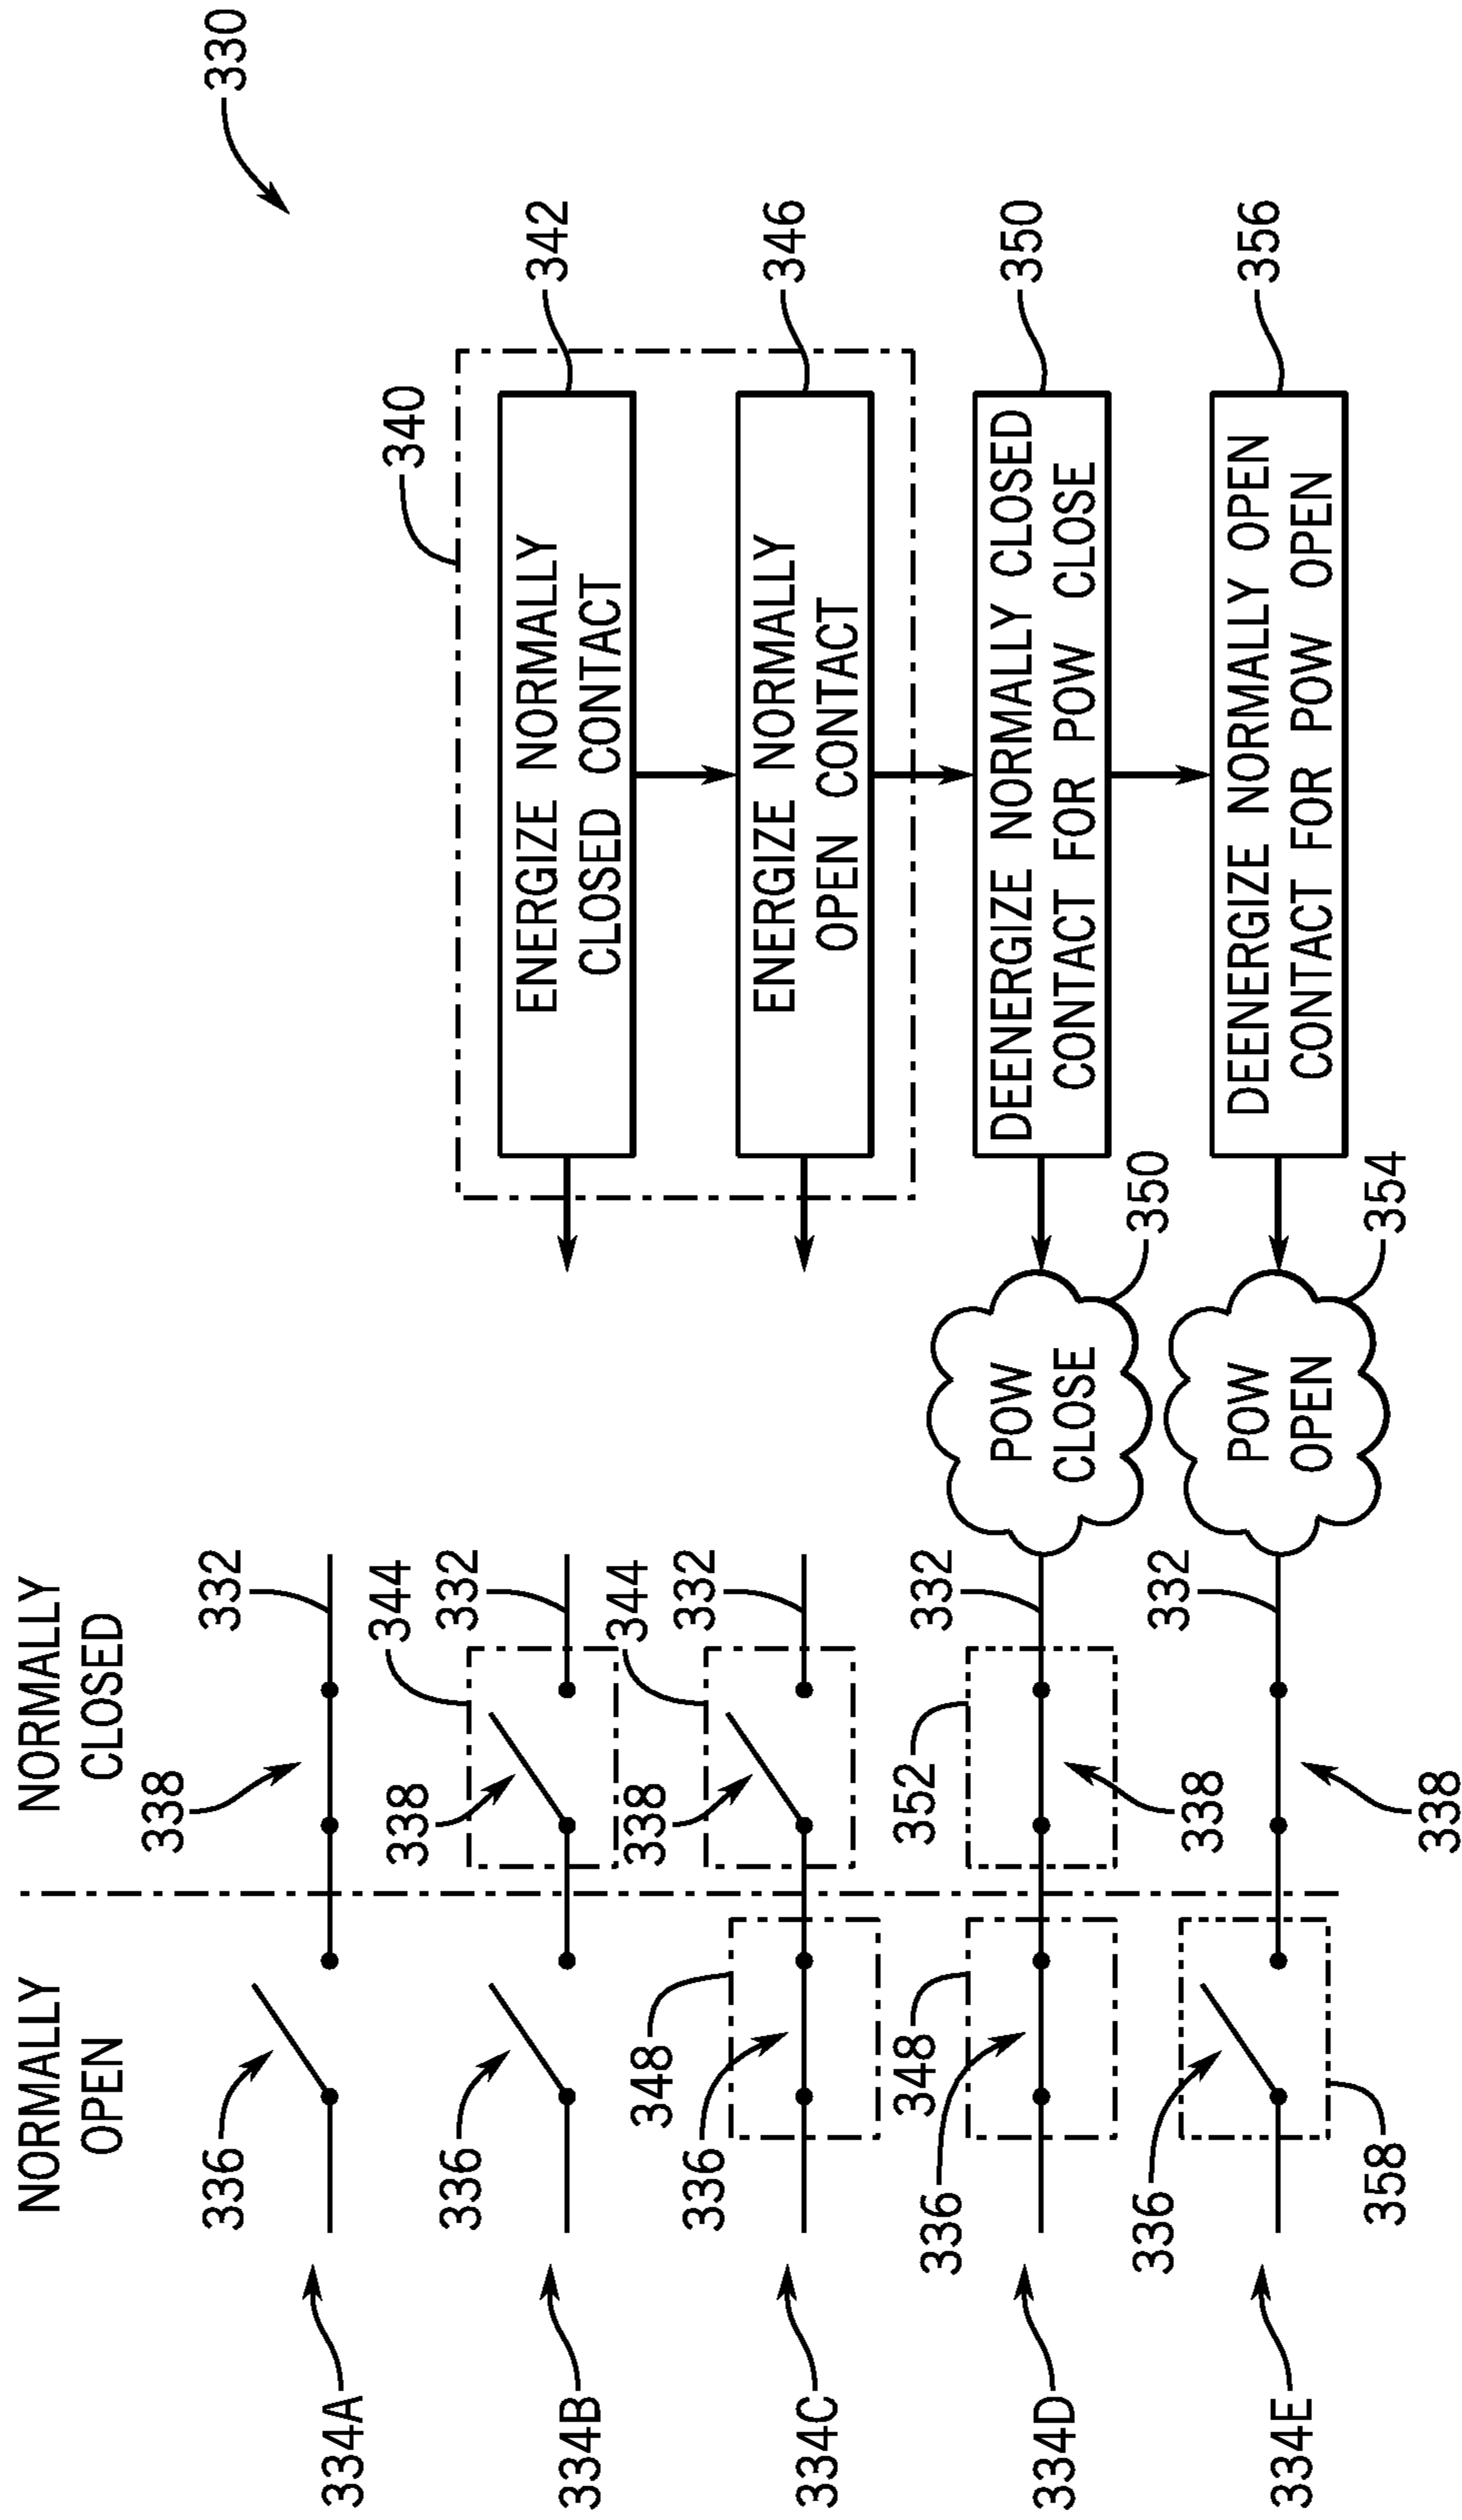 330
NORMALLY
OPEN
NORMALLY
CLOSED
334A
336
338
332
340
334B
336
338
344
332
ENERGIZE NORMALLY
CLOSED CONTACT
342
334C
336
348
338
344
332
ENERGIZE NORMALLY
OPEN CONTACT
346
334D
336
348
352
338
332
POW
CLOSE
350
DEENERGIZE NORMALLY CLOSED
CONTACT FOR POW CLOSE
350
334E
336
358
338
332
POW
OPEN
354
DEENERGIZE NORMALLY OPEN
CONTACT FOR POW OPEN
356